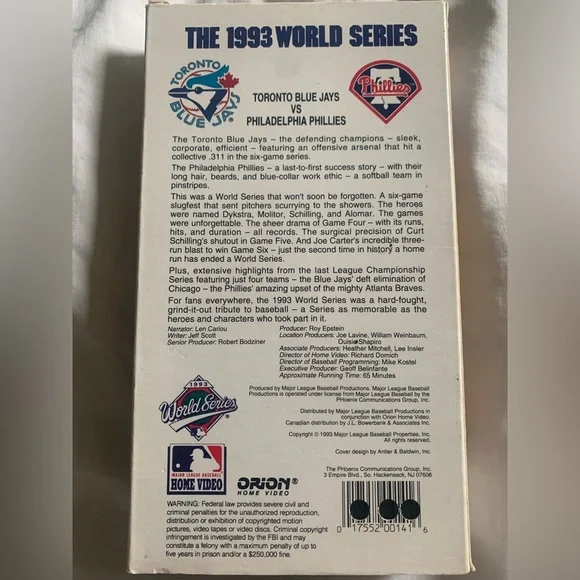 THE 1993 WORLD SERIES
TORONTO
BLUE JAYS
TORONTO BLUE JAYS
VS
PHILADELPHIA PHILLIES
Phillies
The Toronto Blue Jays – the defending champions – sleek,
corporate, efficient – featuring an offensive arsenal that hit a
collective .311 in the six-game series.
The Philadelphia Phillies – a last-to-first success story – with their
long hair, beards, and blue-collar work ethic – a softball team in
pinstripes.
This was a World Series that won't soon be forgotten. A six-game
slugfest that sent pitchers scurrying to the showers. The heroes
were named Dykstra, Molitor, Schilling, and Alomar. The games
were unforgettable. The sheer drama of Game Four – with its runs,
hits, and duration – all records. The surgical precision of Curt
Schilling's shutout in Game Five. And Joe Carter's incredible three-
run blast to win Game Six – just the second time in history a home
run has ended a World Series.
Plus, extensive highlights from the last League Championship
Series featuring just four teams – the Blue Jays' deft elimination of
Chicago – the Phillies' amazing upset of the mighty Atlanta Braves.
For fans everywhere, the 1993 World Series was a hard-fought,
grind-it-out tribute to baseball – a Series as memorable as the
heroes and characters who took part in it.
Narrator: Len Cariou
Writer: Jeff Scott
Senior Producer: Robert Bodziner
Producer: Roy Epstein
Location Producers: Joe Lavine, William Weinbaum,
Ouisie Shapiro
Associate Producers: Heather Mitchell, Lee Insler
Director of Home Video: Richard Domich
Director of Baseball Programming: Mike Kostel
Executive Producer: Geoff Belinfante
Approximate Running Time: 65 Minutes
1993
World Series
Produced by Major League Baseball Productions. Major League Baseball
Productions is operated under license from Major League Baseball by the
PHoenix Communications Group, Inc.
Distributed by Major League Baseball Productions in
conjunction with Orion Home Video.
Canadian distribution by J.L. Bowerbank & Associates Inc.
Copyright © 1993 Major League Baseball Properties, Inc.
All rights reserved.
Cover design by Antler & Baldwin, Inc.
MAJOR LEAGUE BASEBALL
HOME VIDEO
ORION®
HOME VIDEO
The PHoenix Communications Group, Inc.
3 Empire Blvd., So. Hackensack, NJ 07606
WARNING: Federal law provides severe civil and
criminal penalties for the unauthorized reproduction,
distribution or exhibition of copyrighted motion
pictures, video tapes or video discs. Criminal copyright
infringement is investigated by the FBI and may
constitute a felony with a maximum penalty of up to
five years in prison and/or a $250,000 fine.
0 17552 00141 6